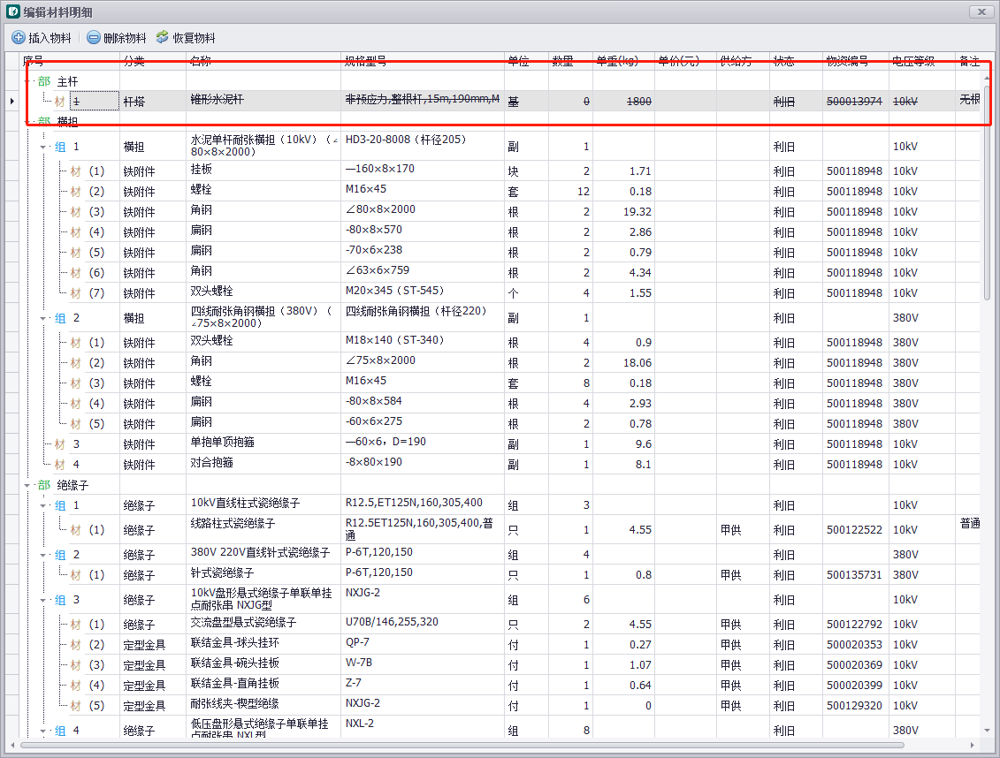 编辑材料明细
插入物料 删除物料 恢复物料
序号 分类 名称 规格型号 单位 数量 单重(kg) 单价(元) 供给方 状态 物资编号 电压等级 备注
部 主杆
材 1 杆塔 锥形水泥杆 非预应力,整根杆,15m,190mm,M 基 0 1800 利旧 500013974 10kV 无根
部 横担
组 1 横担 水泥单杆耐张横担（10kV）（∠80×8×2000） HD3-20-8008（杆径205） 副 1 利旧 10kV
材 (1) 铁附件 挂板 —160×8×170 块 2 1.71 利旧 500118948 10kV
材 (2) 铁附件 螺栓 M16×45 套 12 0.18 利旧 500118948 10kV
材 (3) 铁附件 角钢 ∠80×8×2000 根 2 19.32 利旧 500118948 10kV
材 (4) 铁附件 扁钢 -80×8×570 根 2 2.86 利旧 500118948 10kV
材 (5) 铁附件 扁钢 -70×6×238 根 2 0.79 利旧 500118948 10kV
材 (6) 铁附件 角钢 ∠63×6×759 根 2 4.34 利旧 500118948 10kV
材 (7) 铁附件 双头螺栓 M20×345（ST-545） 个 4 1.55 利旧 500118948 10kV
组 2 横担 四线耐张角钢横担（380V）（∠75×8×2000） 四线耐张角钢横担（杆径220） 副 1 利旧 380V
材 (1) 铁附件 双头螺栓 M18×140（ST-340） 根 4 0.9 利旧 500118948 380V
材 (2) 铁附件 角钢 ∠75×8×2000 根 2 18.06 利旧 500118948 380V
材 (3) 铁附件 螺栓 M16×45 套 8 0.18 利旧 500118948 380V
材 (4) 铁附件 扁钢 -80×8×584 根 4 2.93 利旧 500118948 380V
材 (5) 铁附件 扁钢 -60×6×275 根 2 0.78 利旧 500118948 380V
材 3 铁附件 单抱单顶抱箍 —60×6，D=190 副 1 9.6 利旧 500118948 10kV
材 4 铁附件 对合抱箍 -8×80×190 副 1 8.1 利旧 500118948 10kV
部 绝缘子
组 1 绝缘子 10kV直线柱式瓷绝缘子 R12.5,ET125N,160,305,400 组 3 利旧 10kV
材 (1) 绝缘子 线路柱式瓷绝缘子 R12.5ET125N,160,305,400,普通 只 1 4.55 甲供 利旧 500122522 10kV 普通
组 2 绝缘子 380V 220V直线针式瓷绝缘子 P-6T,120,150 组 4 利旧 380V
材 (1) 绝缘子 针式瓷绝缘子 P-6T,120,150 只 1 0.8 甲供 利旧 500135731 380V
组 3 绝缘子 10kV盘形悬式绝缘子单联单挂点耐张串 NXJG型 NXJG-2 组 6 利旧 10kV
材 (1) 绝缘子 交流盘型悬式瓷绝缘子 U70B/146,255,320 只 2 4.55 甲供 利旧 500122792 10kV
材 (2) 定型金具 联结金具-球头挂环 QP-7 付 1 0.27 甲供 利旧 500020353 10kV
材 (3) 定型金具 联结金具-碗头挂板 W-7B 付 1 1.07 甲供 利旧 500020369 10kV
材 (4) 定型金具 联结金具-直角挂板 Z-7 付 1 0.64 甲供 利旧 500020399 10kV
材 (5) 定型金具 耐张线夹-楔型绝缘 NXJG-2 付 1 0 甲供 利旧 500129320 10kV
组 4 绝缘子 低压盘形悬式绝缘子单联单挂点耐张串 NXL型 NXL-2 组 8 利旧 380V